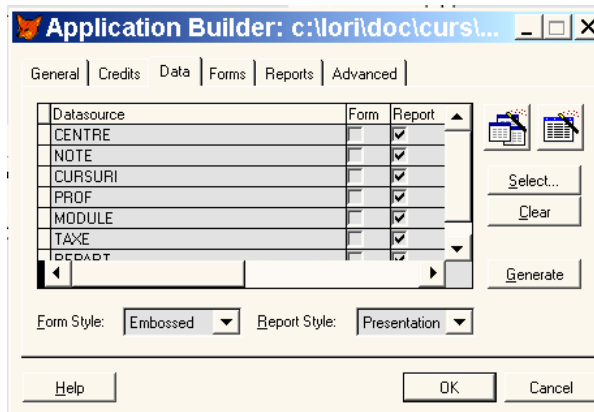 Application Builder: c:\lori\doc\curs\...
General Credits Data Forms Reports Advanced
Datasource Form Report
CENTRE
NOTE
CURSURI
PROF
MODULE
TAXE
REPART
Select...
Clear
Generate
Form Style: Embossed Report Style: Presentation
Help OK Cancel